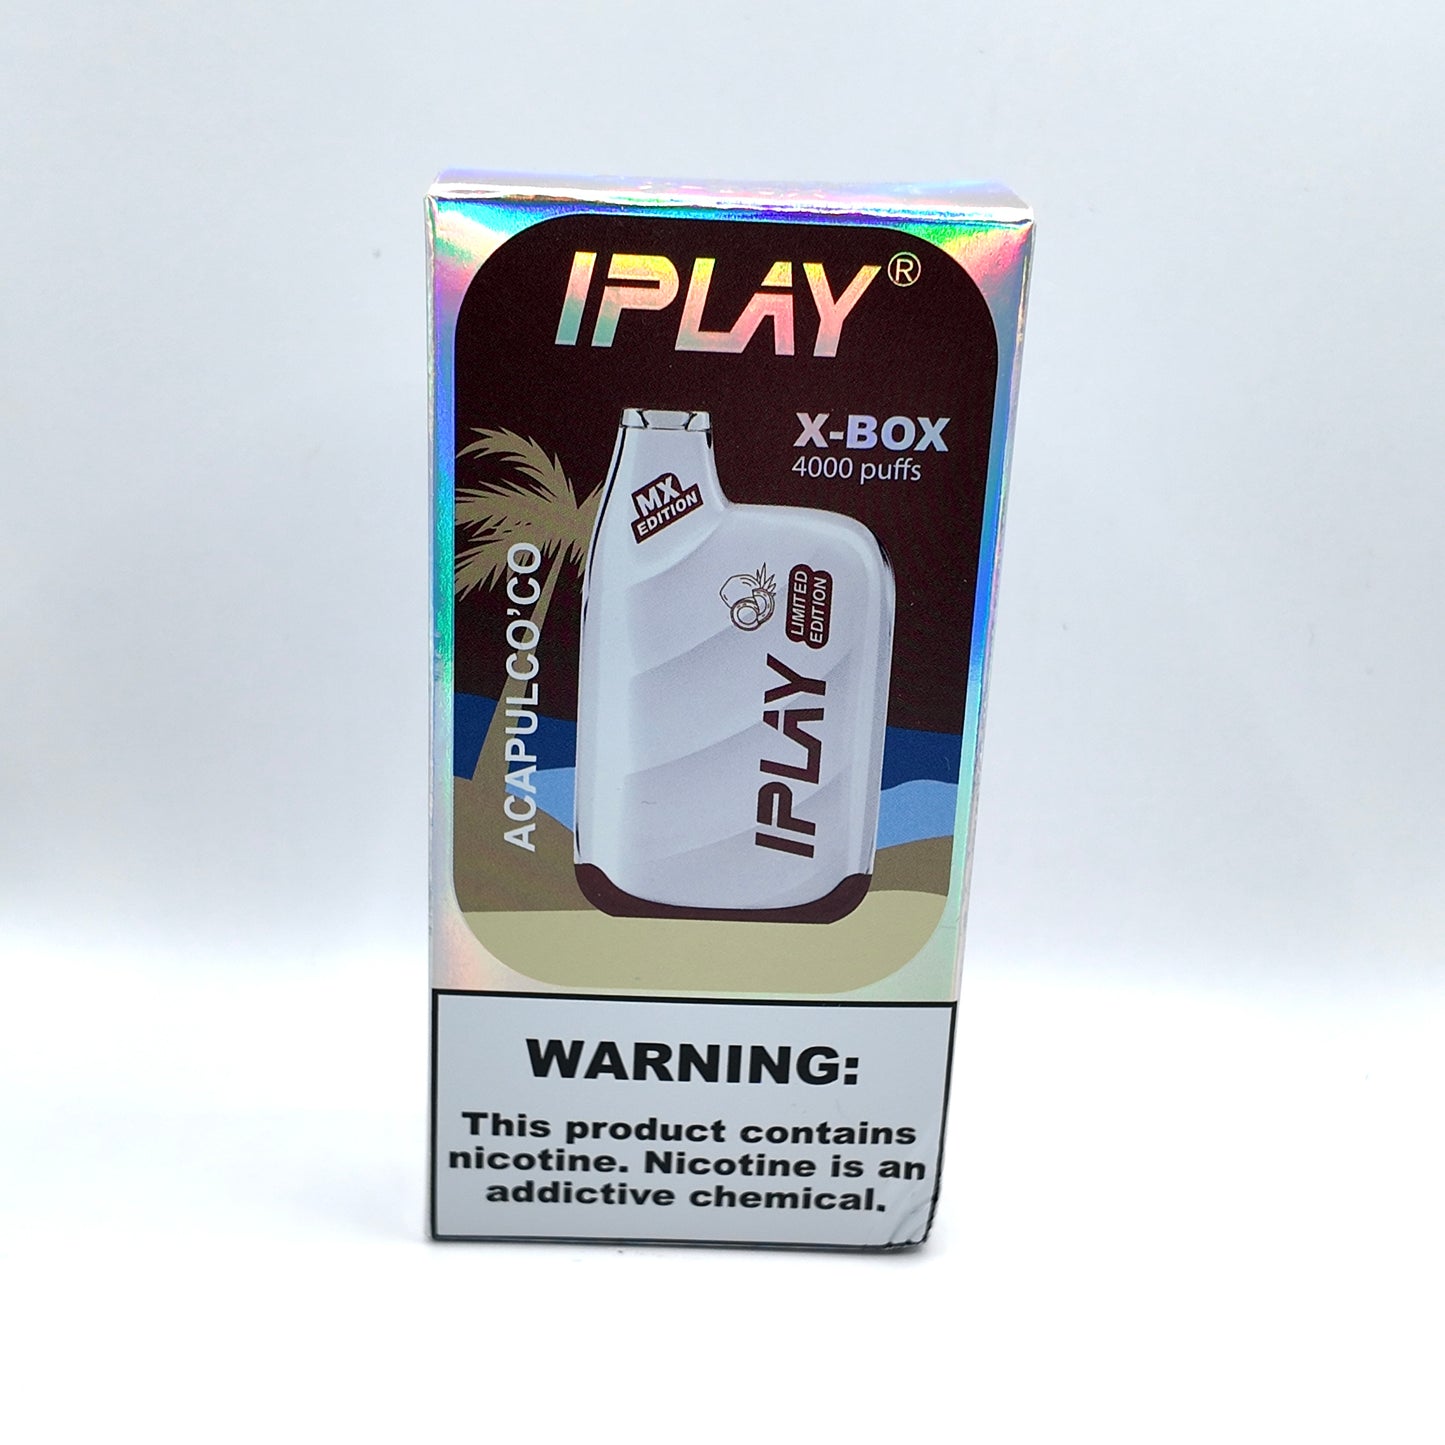 IPLAY®
X-BOX
4000 puffs
MX
EDITION
LIMITED
EDITION
IPLAY
ACAPULCO'CO
WARNING:
This product contains
nicotine. Nicotine is an
addictive chemical.